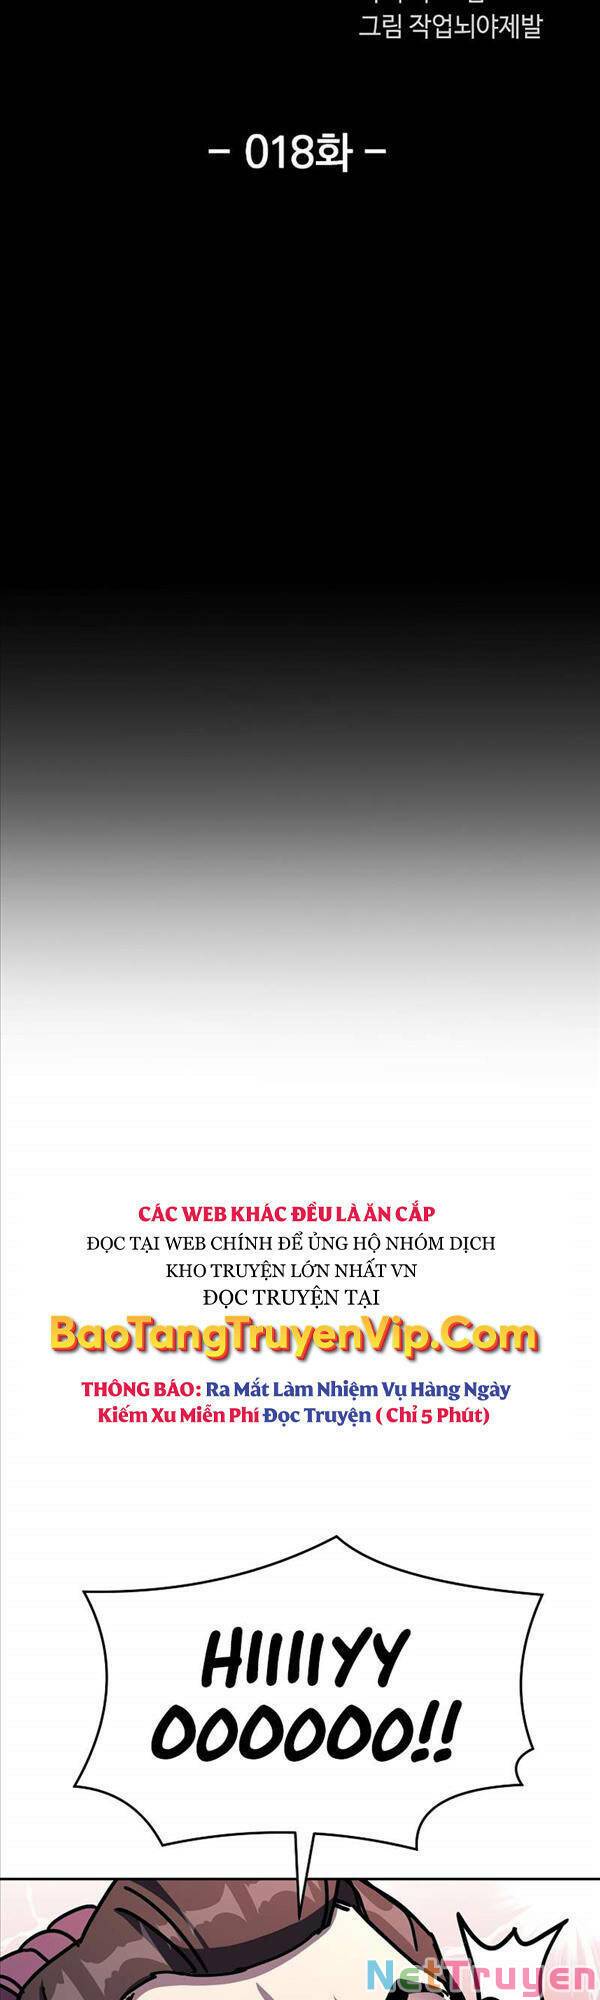 그림 작업뇌야제발
- 018화 -
CÁC WEB KHÁC ĐỀU LÀ ĂN CẮP
ĐỌC TẠI WEB CHÍNH ĐỂ ỦNG HỘ NHÓM DỊCH
KHO TRUYỆN LỚN NHẤT VN
ĐỌC TRUYỆN TẠI
BaoTangTruyenVip.Com
THÔNG BÁO: Ra Mắt Làm Nhiệm Vụ Hàng Ngày
Kiếm Xu Miễn Phí Đọc Truyện ( Chỉ 5 Phút)
HIIIIYY
OOOOOO!!
NetTruyen